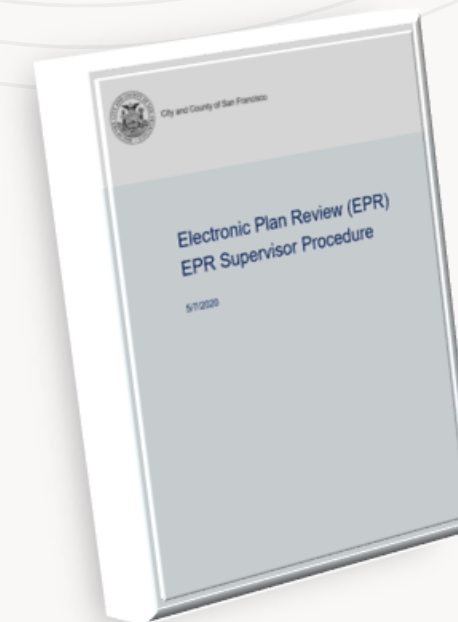 City and County of San Francisco
Electronic Plan Review (EPR)
EPR Supervisor Procedure
5/7/2020